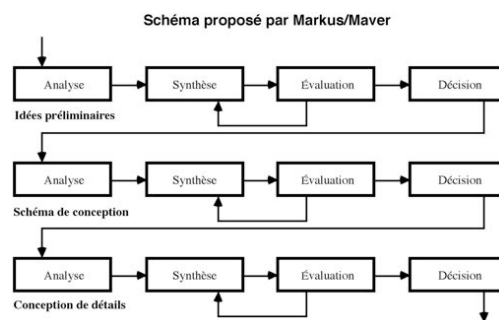 Schéma proposé par Markus/Maver
Analyse Synthèse Évaluation Décision
Idées préliminaires
Analyse Synthèse Évaluation Décision
Schéma de conception
Analyse Synthèse Évaluation Décision
Conception de détails